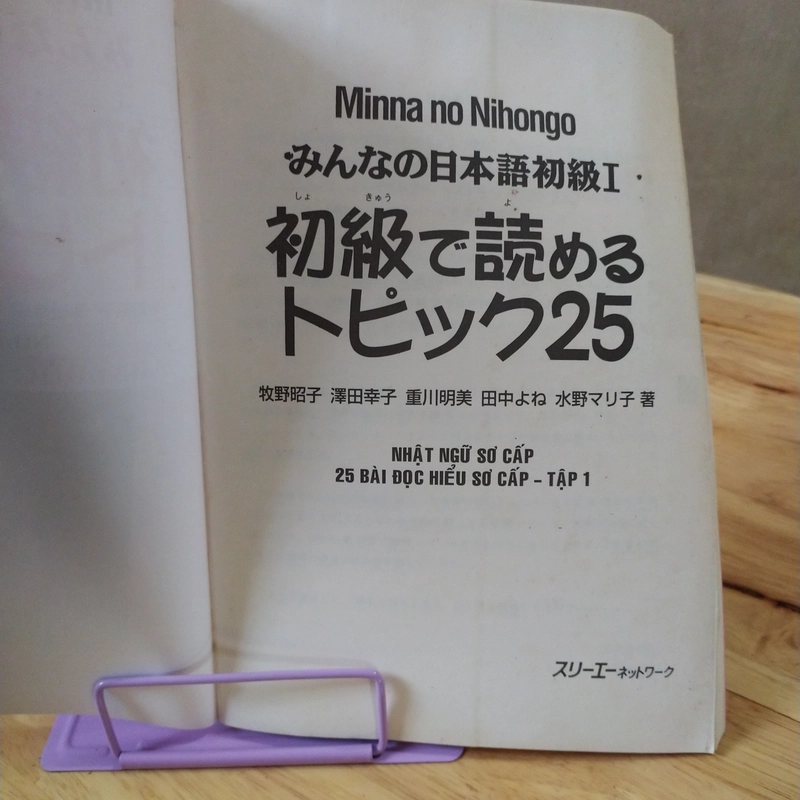 Minna no Nihongo
みんなの日本語初級I
しょ きゅう よ
初級で読める
トピック25
牧野昭子 澤田幸子 重川明美 田中よね 水野マリ子 著
NHẬT NGỮ SƠ CẤP
25 BÀI ĐỌC HIỂU SƠ CẤP – TẬP 1
スリーエーネットワーク